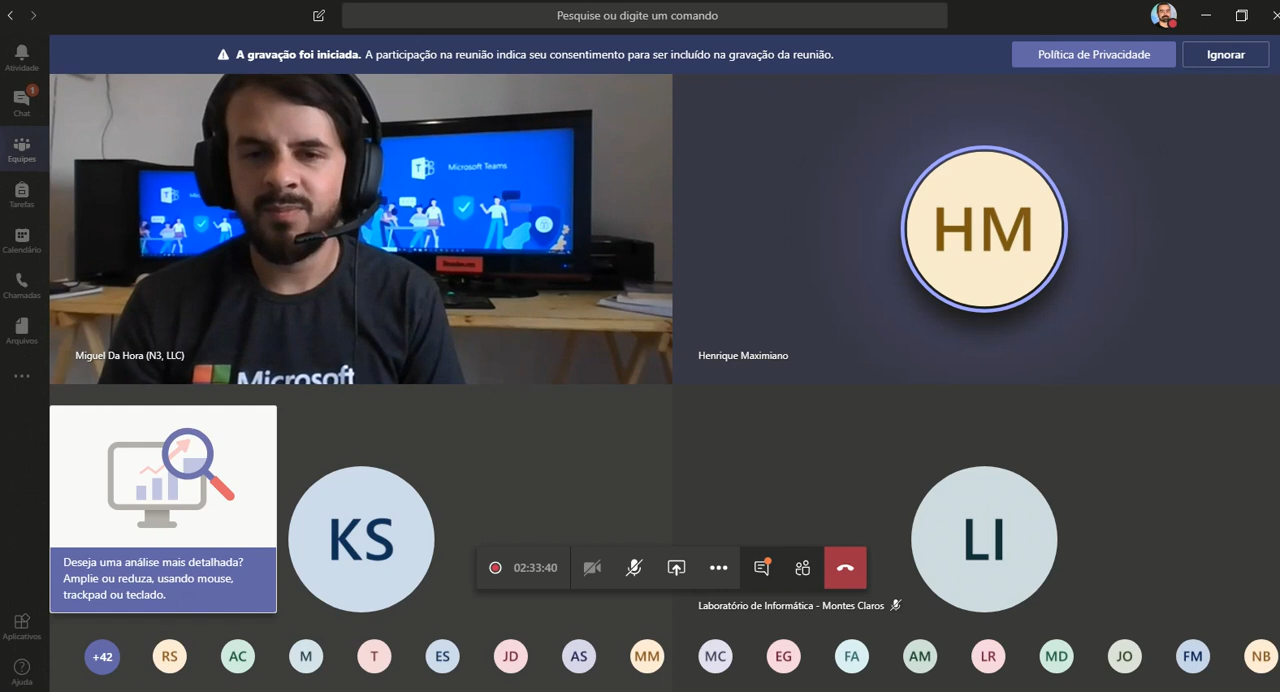 Pesquise ou digite um comando
A gravação foi iniciada. A participação na reunião indica seu consentimento para ser incluído na gravação da reunião.
Política de Privacidade
Ignorar
Atividade
1
Chat
Equipes
Tarefas
Calendário
Chamadas
Arquivos
Microsoft Teams
Microsoft
Miguel Da Hora (N3, LLC)
HM
Henrique Maximiano
Deseja uma análise mais detalhada?
Amplie ou reduza, usando mouse,
trackpad ou teclado.
KS
LI
02:33:40
Laboratório de Informática - Montes Claros
Aplicativos
Ajuda
+42
RS
AC
M
T
ES
JD
AS
MM
MC
EG
FA
AM
LR
MD
JO
FM
NB